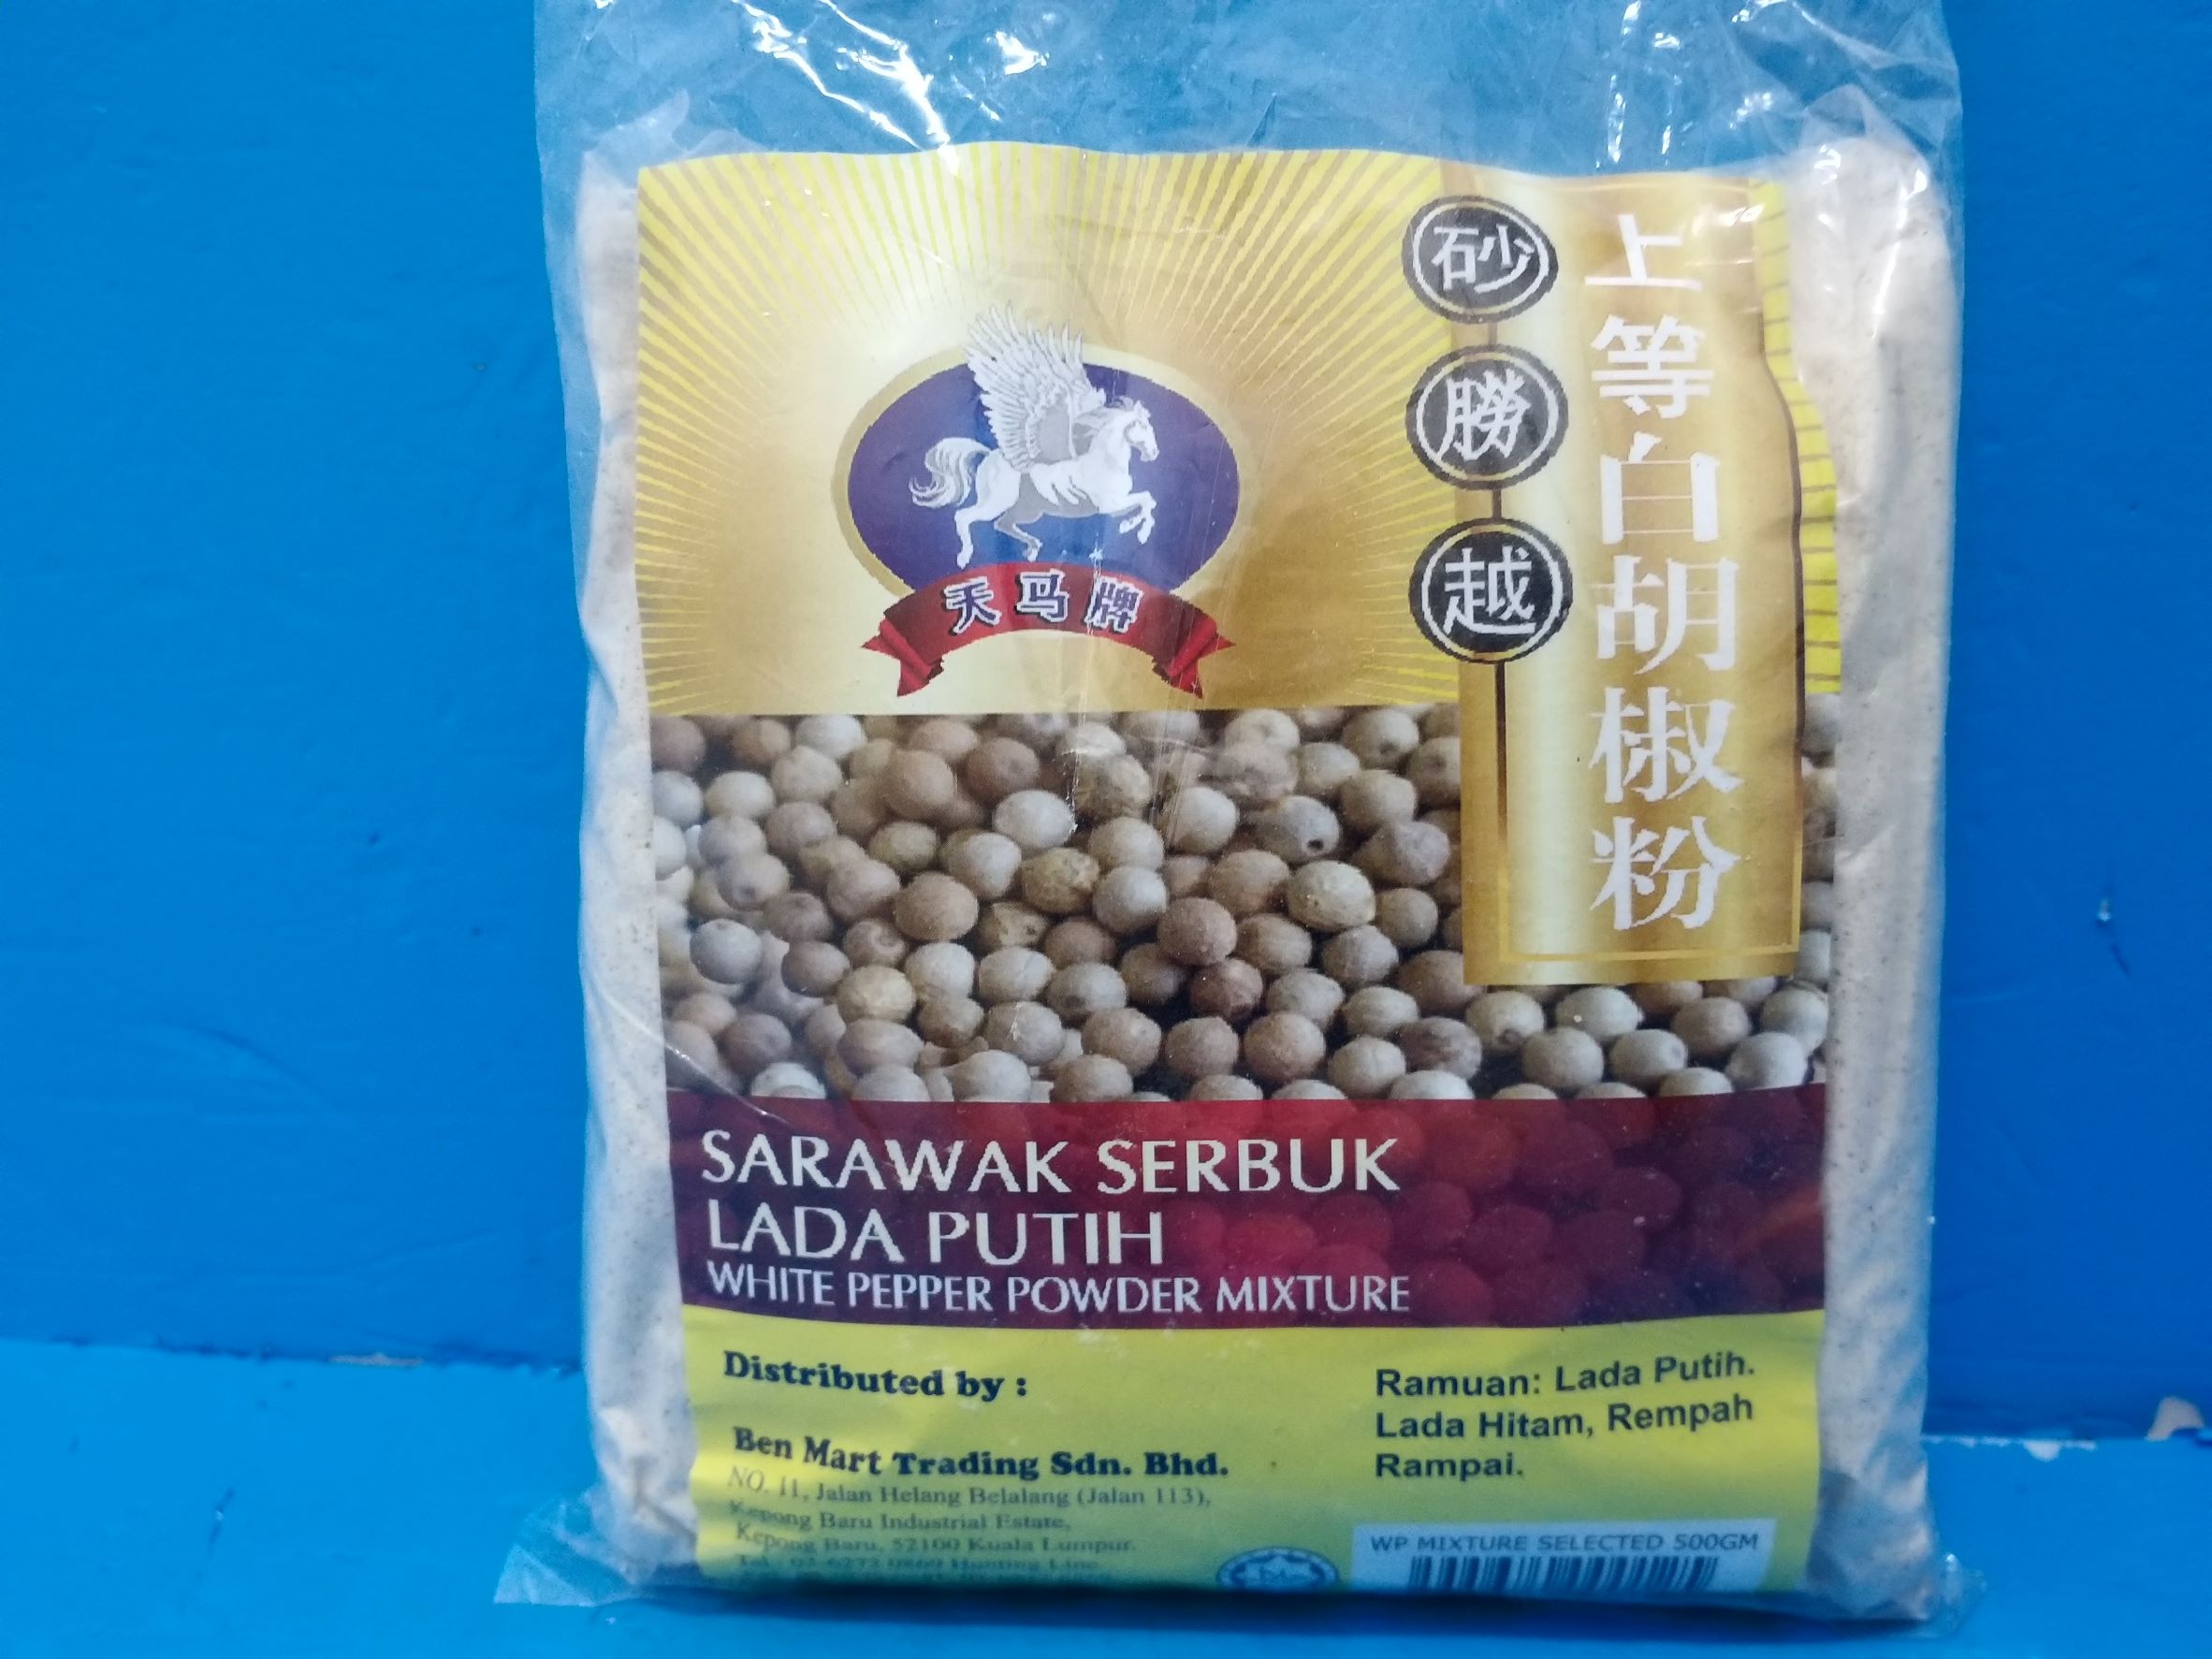 天马牌
砂
朥
越
上等白胡椒粉
SARAWAK SERBUK
LADA PUTIH
WHITE PEPPER POWDER MIXTURE
Distributed by :
Ben Mart Trading Sdn. Bhd.
NO. 11, Jalan Helang Belalang (Jalan 113),
Kepong Baru Industrial Estate,
Kepong Baru, 52100 Kuala Lumpur.
Ramuan: Lada Putih.
Lada Hitam, Rempah
Rampai.
WP MIXTURE SELECTED 500GM